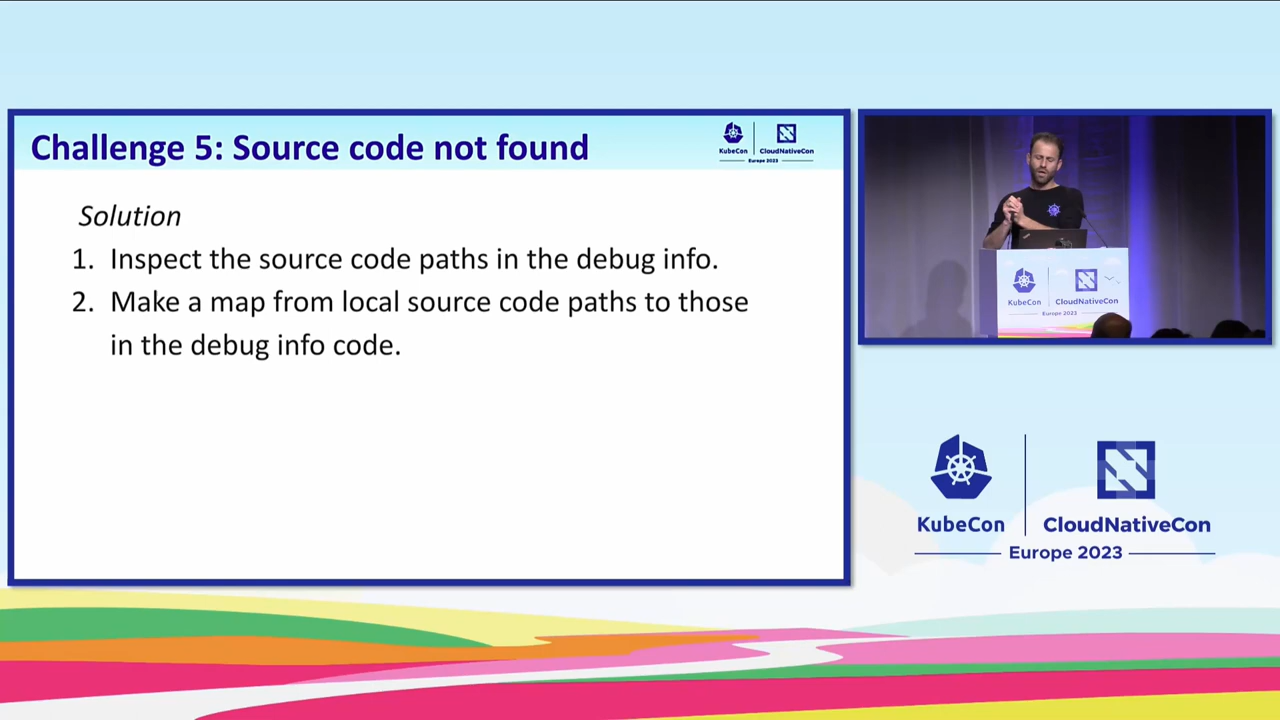 Challenge 5: Source code not found
KubeCon
CloudNativeCon
Europe 2023
Solution
1. Inspect the source code paths in the debug info.
2. Make a map from local source code paths to those
in the debug info code.
KubeCon
CloudNativeCon
Europe 2023
KubeCon
CloudNativeCon
Europe 2023